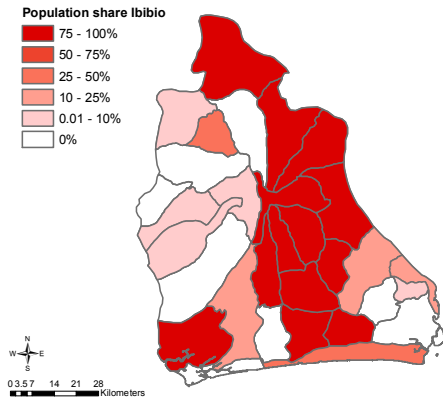 Population share Ibibio
75 - 100%
50 - 75%
25 - 50%
10 - 25%
0.01 - 10%
0%
N
W E
S
0 3.5 7 14 21 28
Kilometers